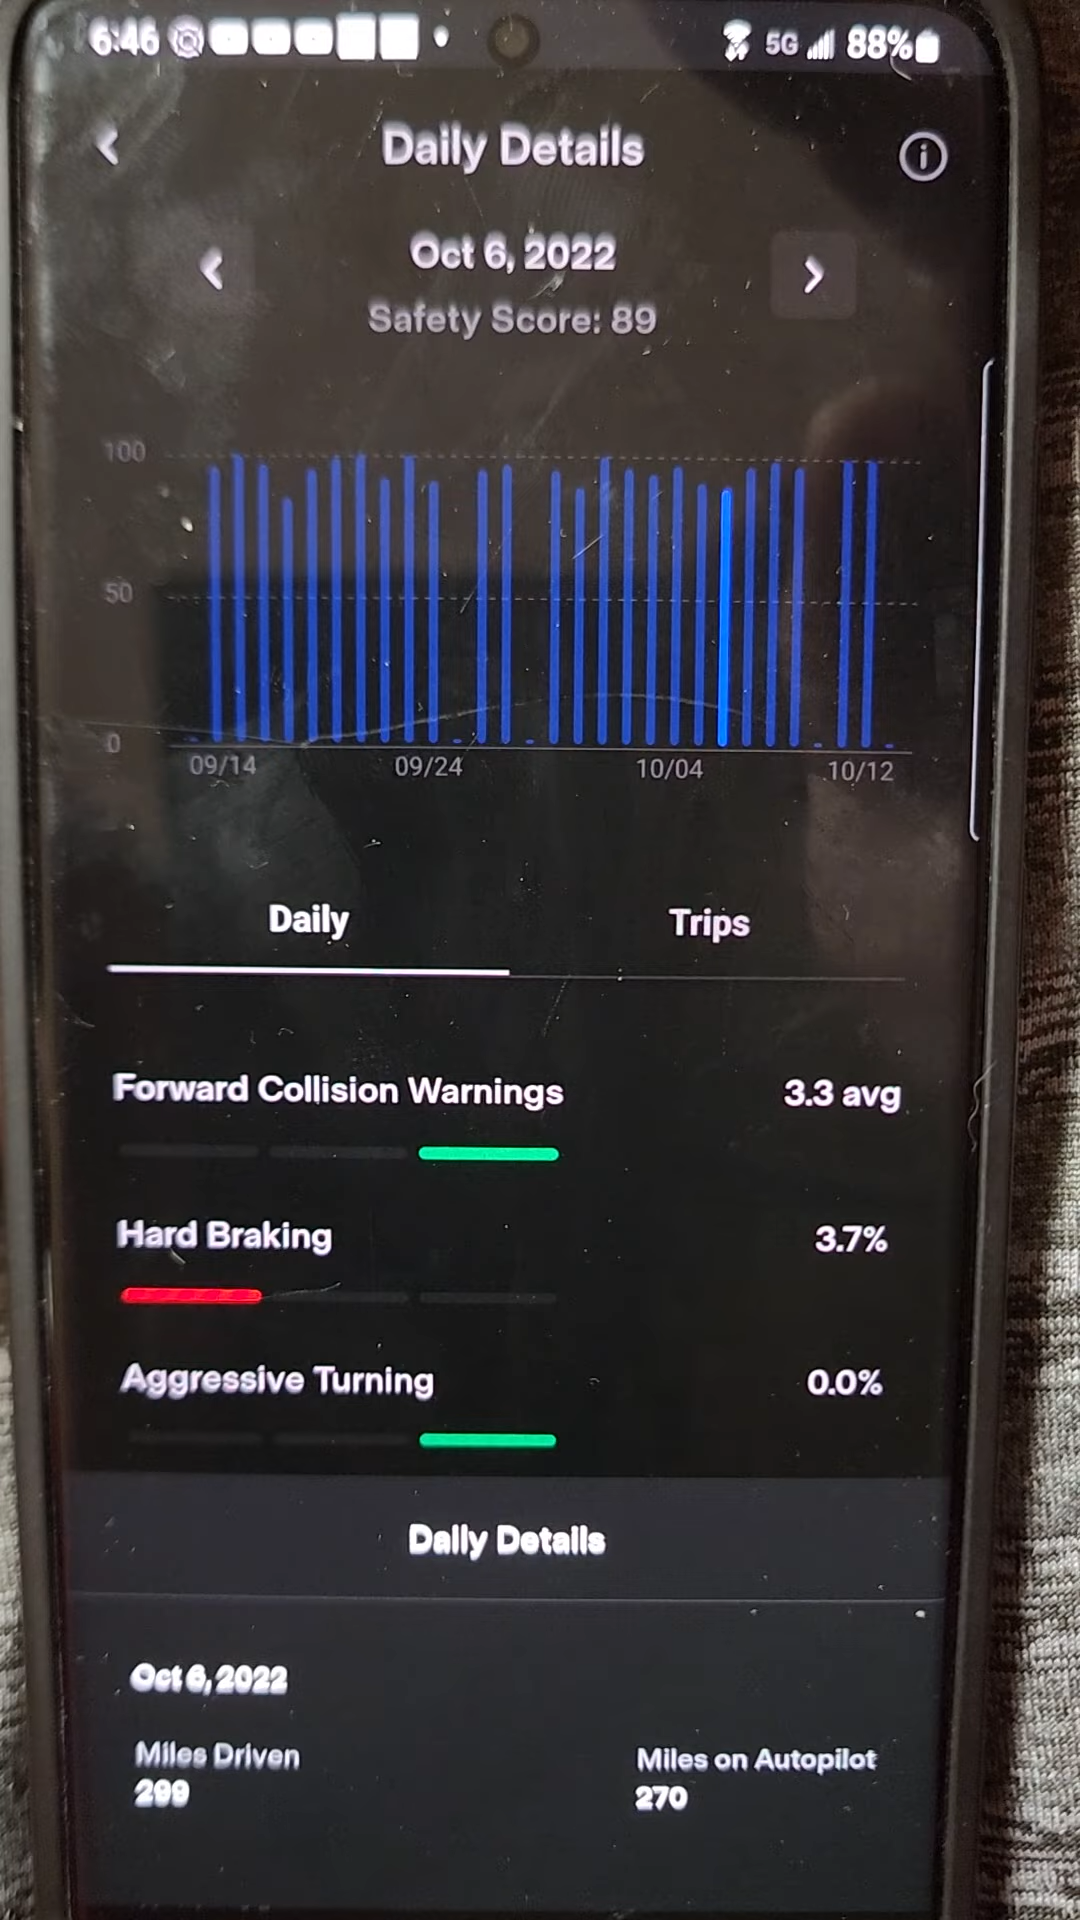 6:46 5G 88%
Daily Details
Oct 6, 2022
Safety Score: 89
100
50
0
09/14 09/24 10/04 10/12
Daily Trips
Forward Collision Warnings 3.3 avg
Hard Braking 3.7%
Aggressive Turning 0.0%
Daily Details
Oct 6, 2022
Miles Driven Miles on Autopilot
299 270